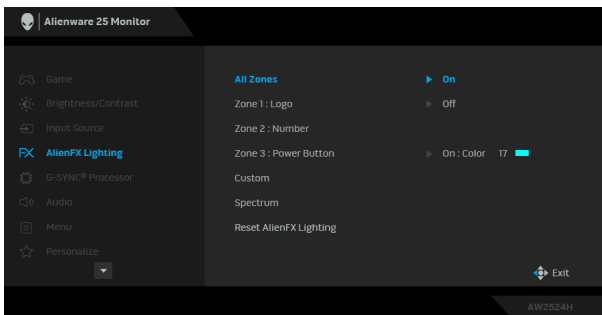 Alienware 25 Monitor
Game
Brightness/Contrast
Input Source
FX AlienFX Lighting
G-SYNC® Processor
Audio
Menu
Personalize
All Zones On
Zone 1 : Logo Off
Zone 2 : Number
Zone 3 : Power Button On : Color 17
Custom
Spectrum
Reset AlienFX Lighting
Exit
AW2524H